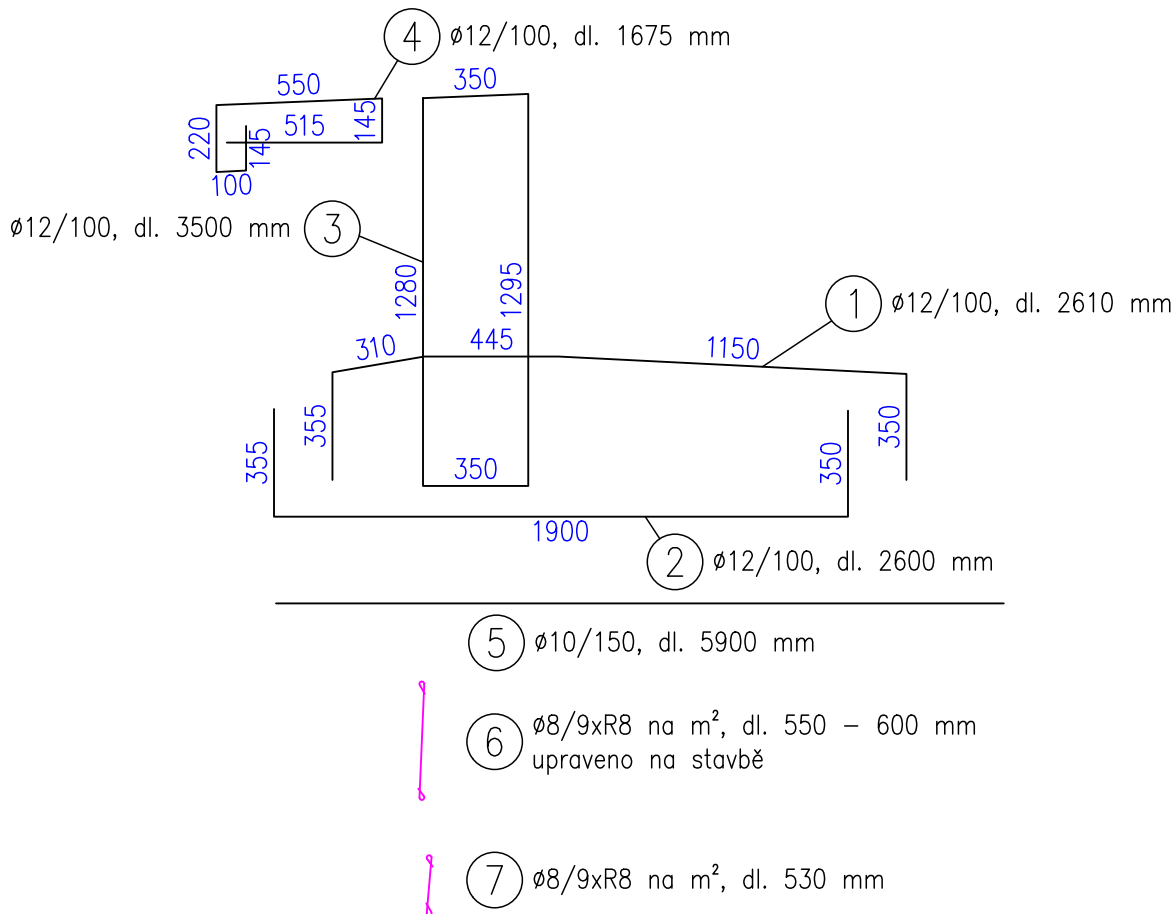 4 ø12/100, dl. 1675 mm
550
350
220
515
145
145
100
ø12/100, dl. 3500 mm 3
1280
1295
1 ø12/100, dl. 2610 mm
310
445
1150
355
355
350
350
350
1900
2 ø12/100, dl. 2600 mm
5 ø10/150, dl. 5900 mm
6 ø8/9xR8 na m², dl. 550 – 600 mm
upraveno na stavbě
7 ø8/9xR8 na m², dl. 530 mm